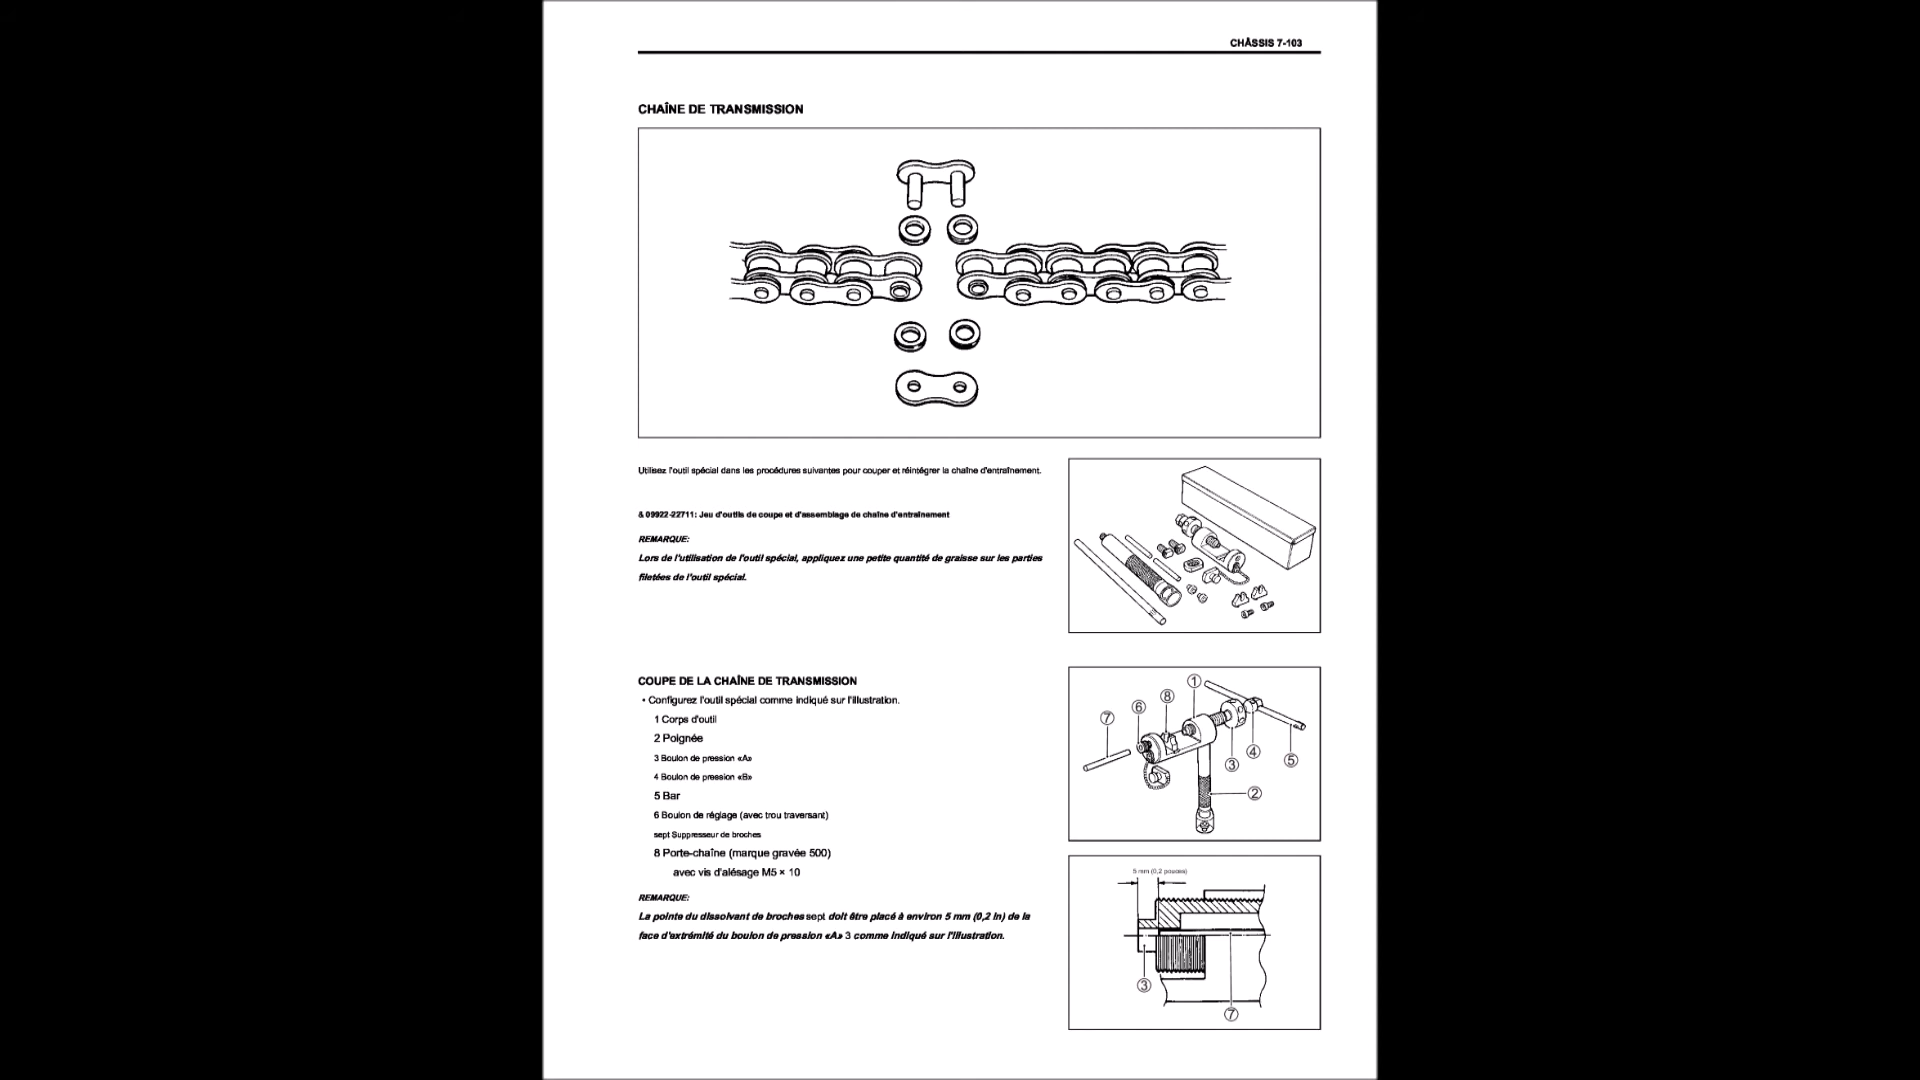 CHÂSSIS 7-103
CHAÎNE DE TRANSMISSION
Utilisez l'outil spécial dans les procédures suivantes pour couper et réintégrer la chaîne d'entraînement.
& 09922-22711: Jeu d'outils de coupe et d'assemblage de chaîne d'entraînement
REMARQUE:
Lors de l'utilisation de l'outil spécial, appliquez une petite quantité de graisse sur les parties
filetées de l'outil spécial.
COUPE DE LA CHAÎNE DE TRANSMISSION
• Configurez l'outil spécial comme indiqué sur l'illustration.
1 Corps d'outil
2 Poignée
3 Boulon de pression «A»
4 Boulon de pression «B»
5 Bar
6 Boulon de réglage (avec trou traversant)
sept Suppresseur de broches
8 Porte-chaîne (marque gravée 500)
avec vis d'alésage M5 × 10
REMARQUE:
La pointe du dissolvant de broches sept doit être placé à environ 5 mm (0,2 in) de la
face d'extrémité du boulon de pression «A» 3 comme indiqué sur l'illustration.
1
8
6
7
4
3
5
2
5 mm (0,2 pouces)
3
7